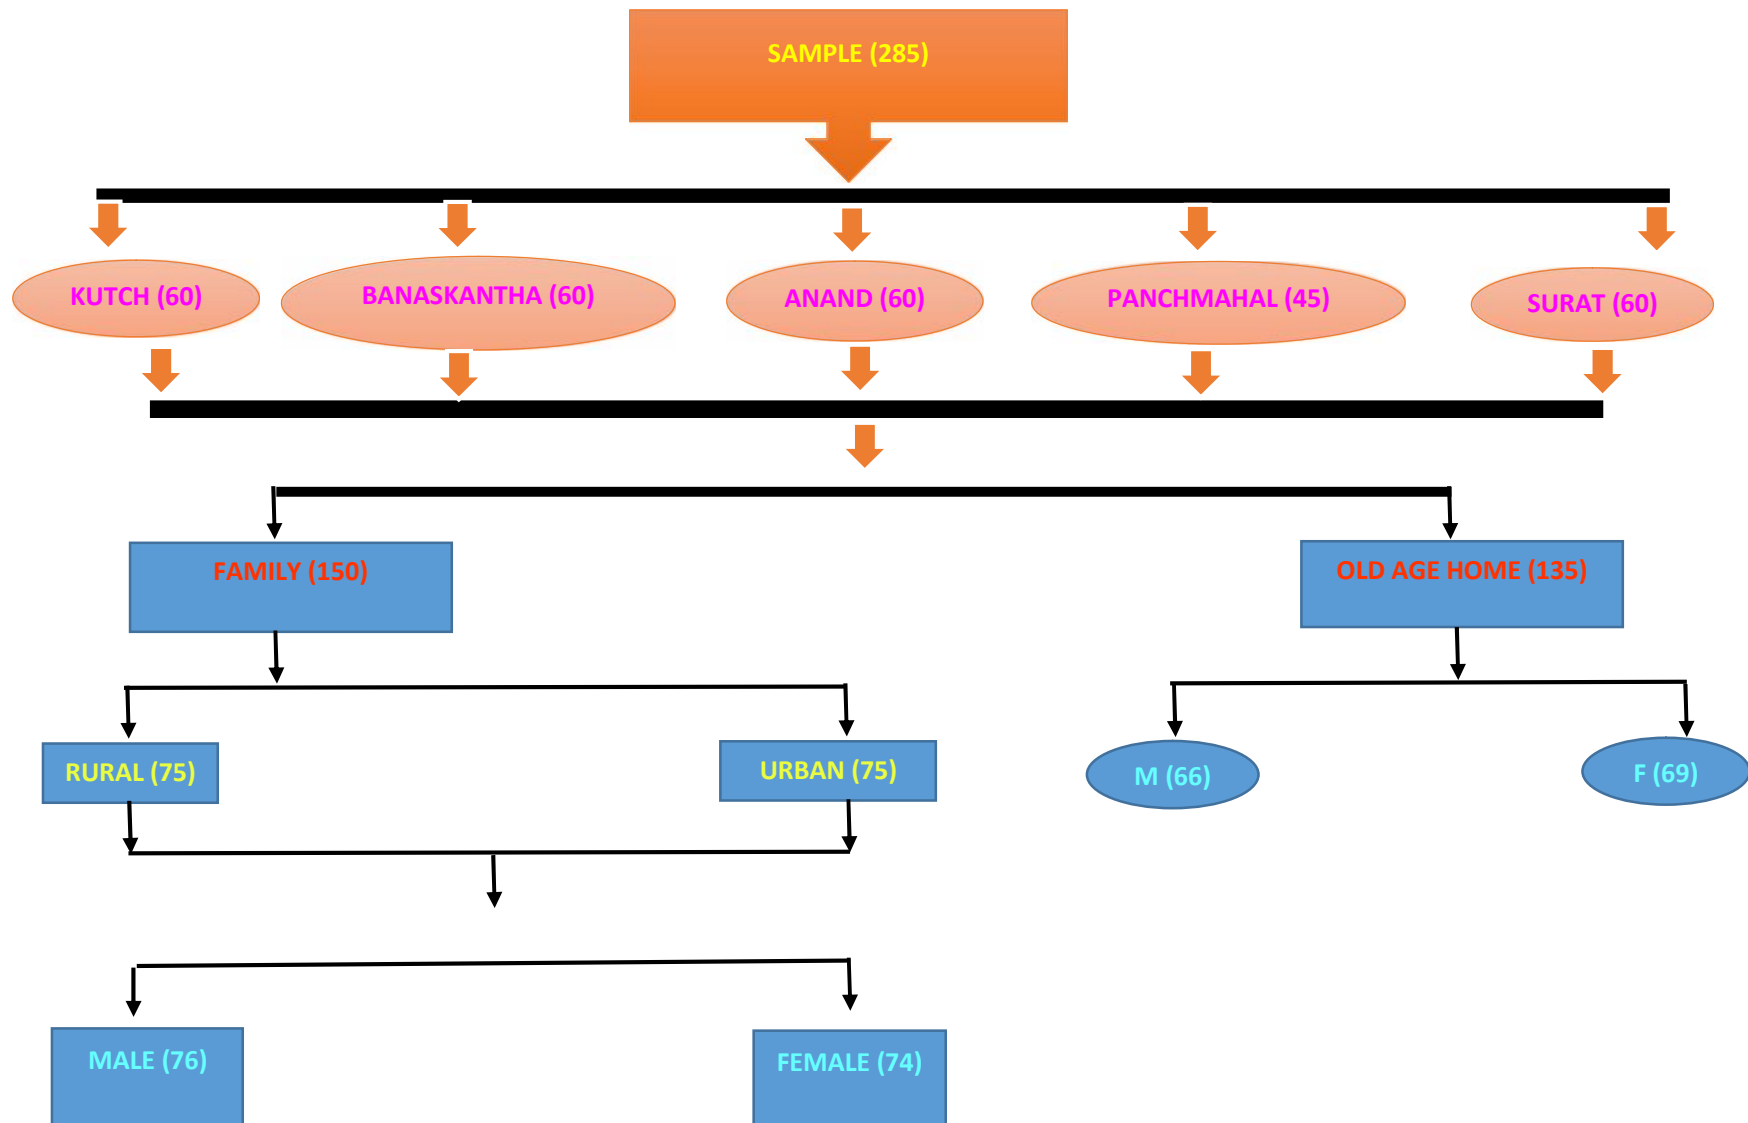 SAMPLE (285)
KUTCH (60)
BANASKANTHA (60)
ANAND (60)
PANCHMAHAL (45)
SURAT (60)
FAMILY (150)
OLD AGE HOME (135)
RURAL (75)
URBAN (75)
M (66)
F (69)
MALE (76)
FEMALE (74)